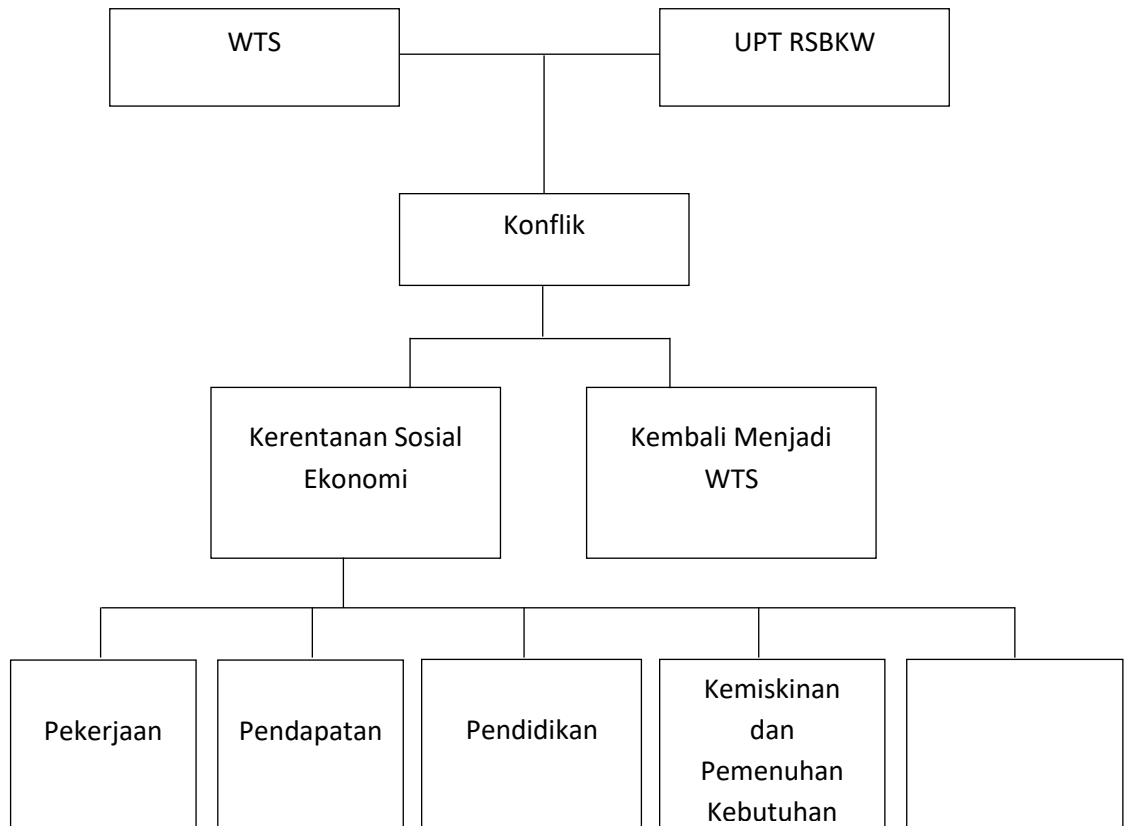 WTS
UPT RSBKW
Konflik
Kerentanan Sosial
Ekonomi
Kembali Menjadi
WTS
Pekerjaan
Pendapatan
Pendidikan
Kemiskinan
dan
Pemenuhan
Kebutuhan